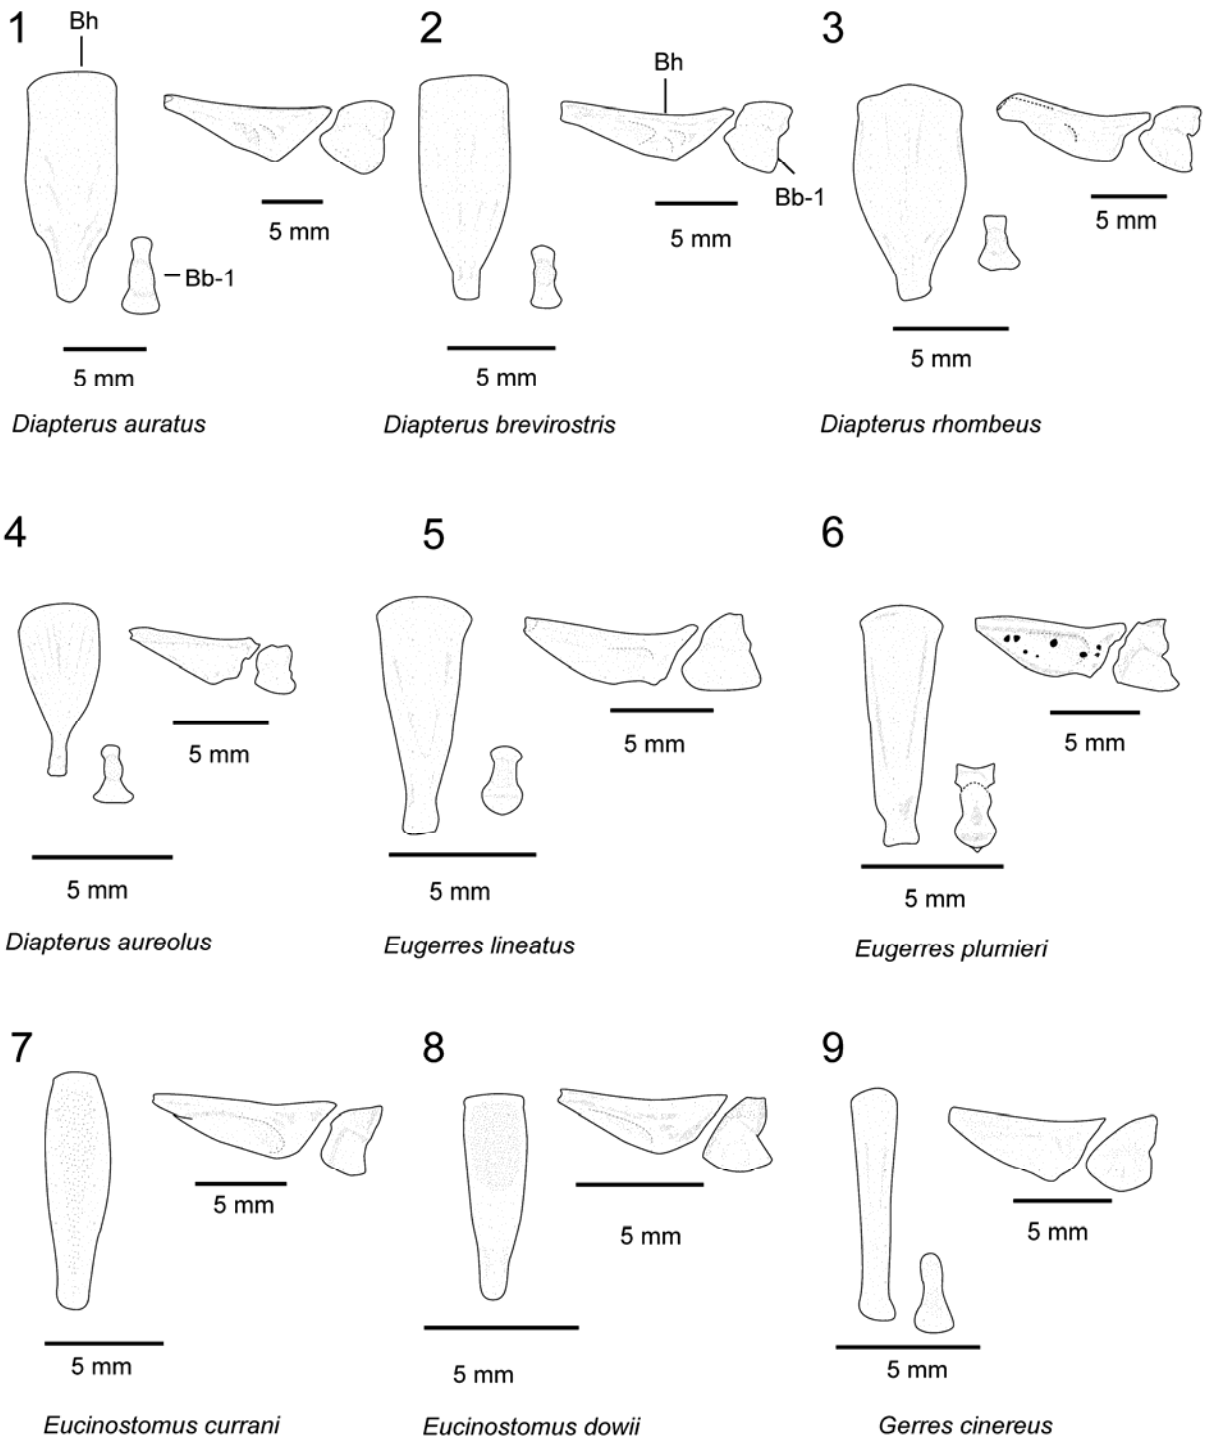 1
Bh
2
Bh
3
5 mm
5 mm
Bb-1
5 mm
Bb-1
5 mm
5 mm
5 mm
Diapterus auratus
Diapterus brevirostris
Diapterus rhombeus
4
5
6
5 mm
5 mm
5 mm
5 mm
5 mm
5 mm
Diapterus aureolus
Eugerres lineatus
Eugerres plumieri
7
8
9
5 mm
5 mm
5 mm
5 mm
5 mm
5 mm
Eucinostomus currani
Eucinostomus dowii
Gerres cinereus